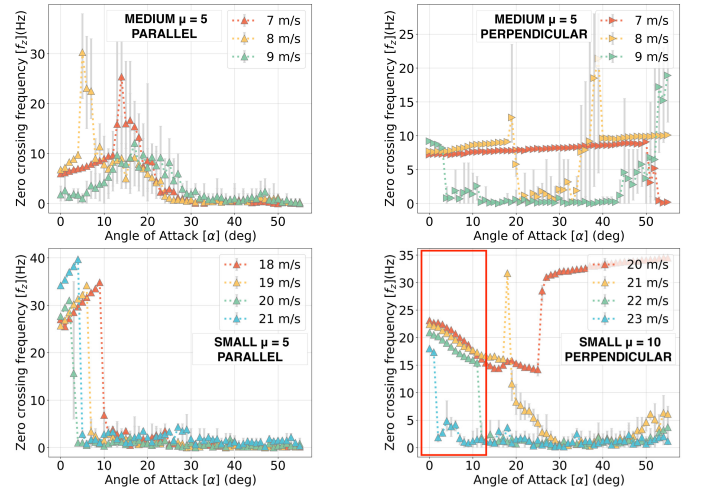 MEDIUM μ = 5
PARALLEL
7 m/s
8 m/s
9 m/s
Zero crossing frequency [f_z](Hz)
30
20
10
0
0 10 20 30 40 50
Angle of Attack [α] (deg)
MEDIUM μ = 5
PERPENDICULAR
7 m/s
8 m/s
9 m/s
Zero crossing frequency [f_z](Hz)
25
20
15
10
5
0
0 10 20 30 40 50
Angle of Attack [α] (deg)
18 m/s
19 m/s
20 m/s
21 m/s
SMALL μ = 5
PARALLEL
Zero crossing frequency [f_z](Hz)
40
30
20
10
0
0 10 20 30 40 50
Angle of Attack [α] (deg)
20 m/s
21 m/s
22 m/s
23 m/s
SMALL μ = 10
PERPENDICULAR
Zero crossing frequency [f_z](Hz)
35
30
25
20
15
10
5
0
0 10 20 30 40 50
Angle of Attack [α] (deg)